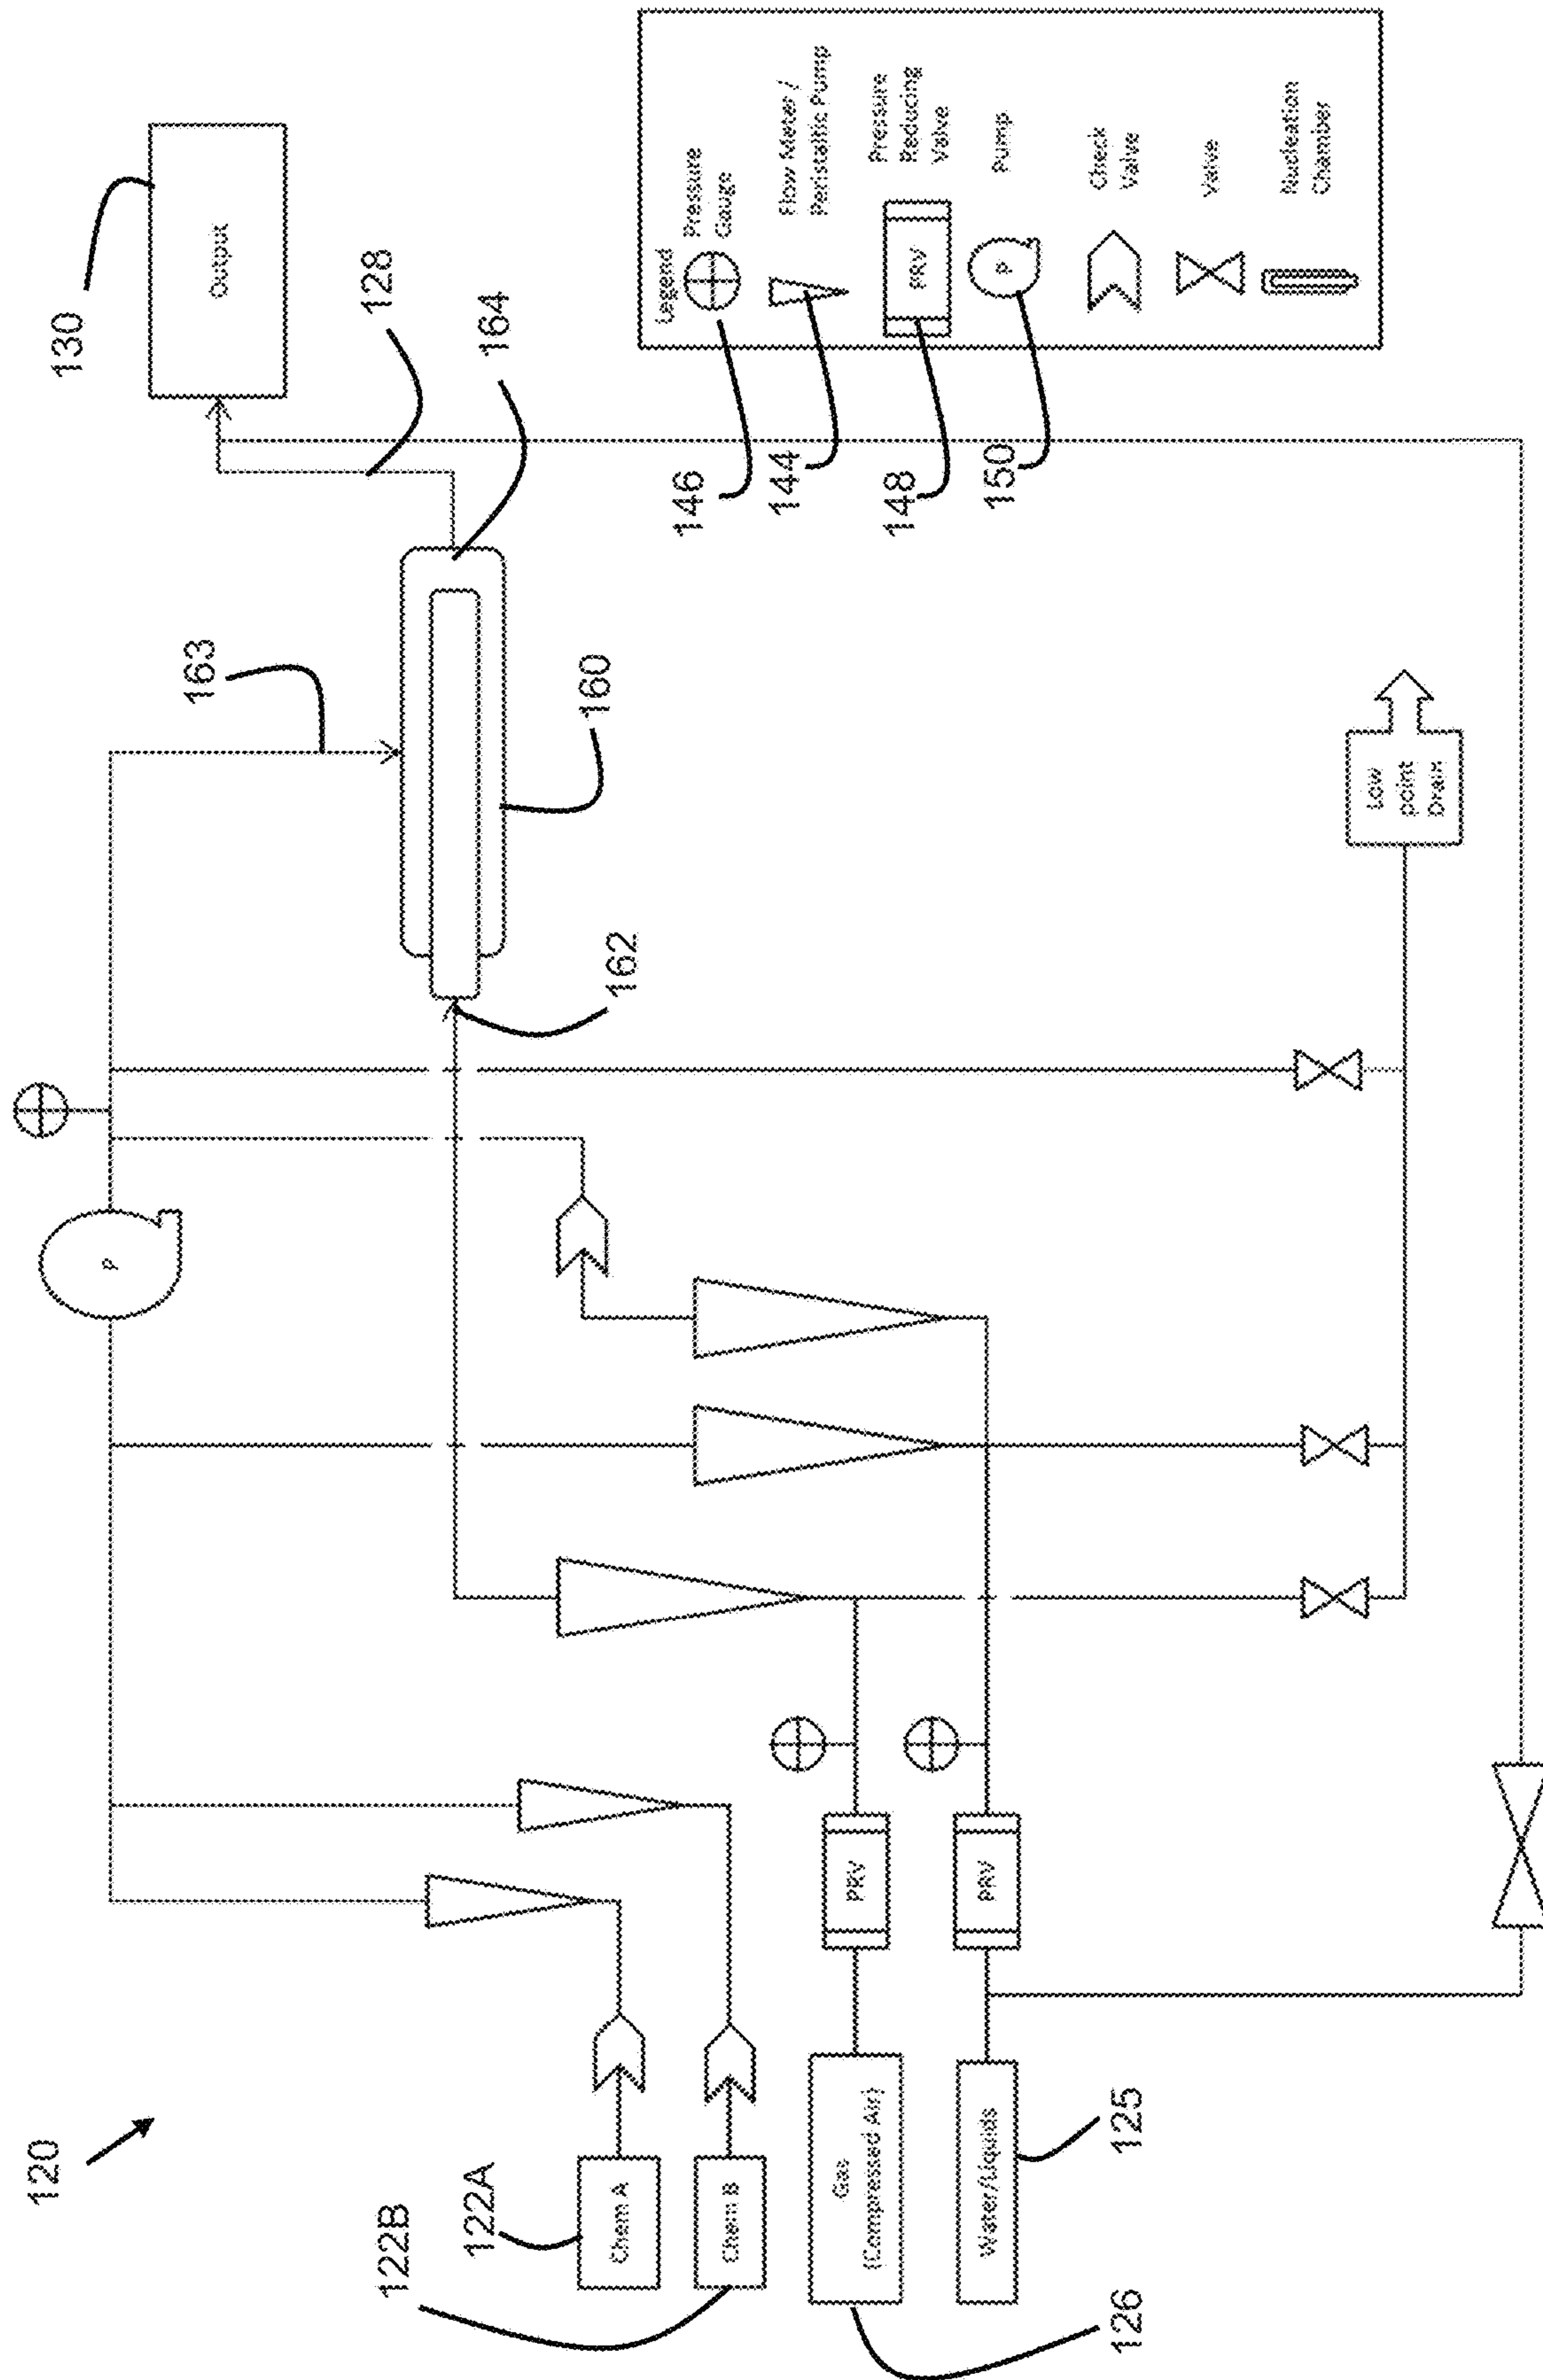 120
122B
122A
Chem A
Chem B
Gas
(Compressed Air)
Water/Liquids
126
125
PRV
PRV
P
162
163
160
164
128
130
Output
Low
point
Drain
Legend
Pressure
Gauge
Flow Meter /
Peristaltic Pump
PRV
Pressure
Reducing
Valve
P
Pump
Check
Valve
Valve
Nucleation
Chamber
146
144
148
150